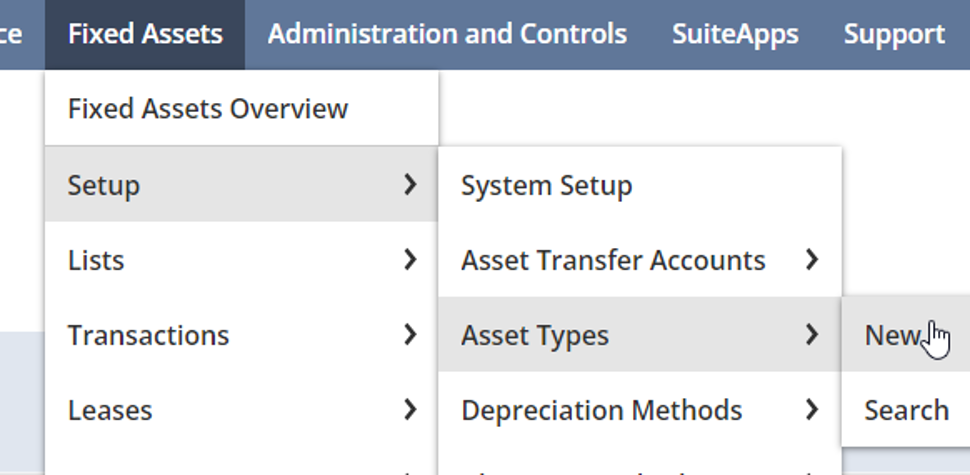 Fixed Assets Administration and Controls SuiteApps Support
Fixed Assets Overview
Setup
System Setup
Lists
Asset Transfer Accounts
Transactions
Asset Types
New
Leases
Depreciation Methods
Search